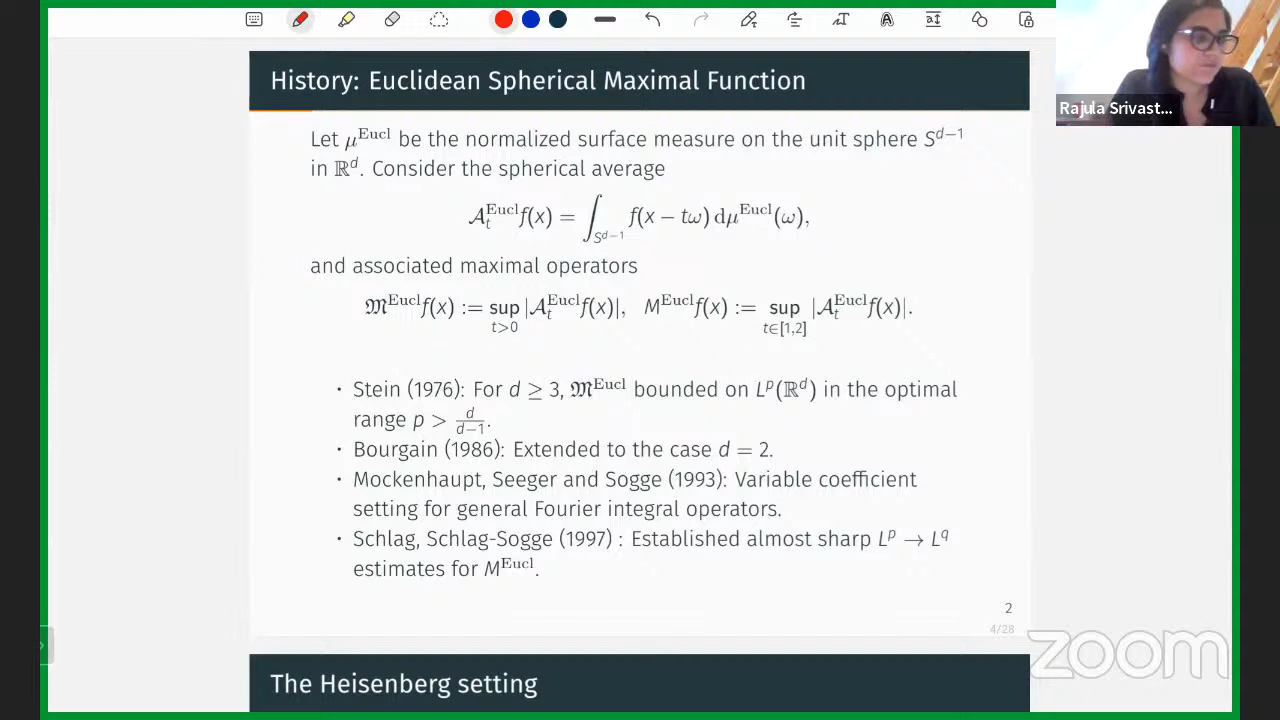 History: Euclidean Spherical Maximal Function
Rajula Srivast...
Let μ^Eucl be the normalized surface measure on the unit sphere S^{d−1}
in ℝ^d. Consider the spherical average
𝒜_t^Eucl f(x) = ∫_{S^{d−1}} f(x − tω) dμ^Eucl(ω),
and associated maximal operators
𝔐^Eucl f(x) := sup_{t>0} |𝒜_t^Eucl f(x)|, M^Eucl f(x) := sup_{t∈[1,2]} |𝒜_t^Eucl f(x)|.
• Stein (1976): For d ≥ 3, 𝔐^Eucl bounded on L^p(ℝ^d) in the optimal
range p > d/(d−1).
• Bourgain (1986): Extended to the case d = 2.
• Mockenhaupt, Seeger and Sogge (1993): Variable coefficient
setting for general Fourier integral operators.
• Schlag, Schlag-Sogge (1997) : Established almost sharp L^p → L^q
estimates for M^Eucl.
2
4/28
zoom
The Heisenberg setting